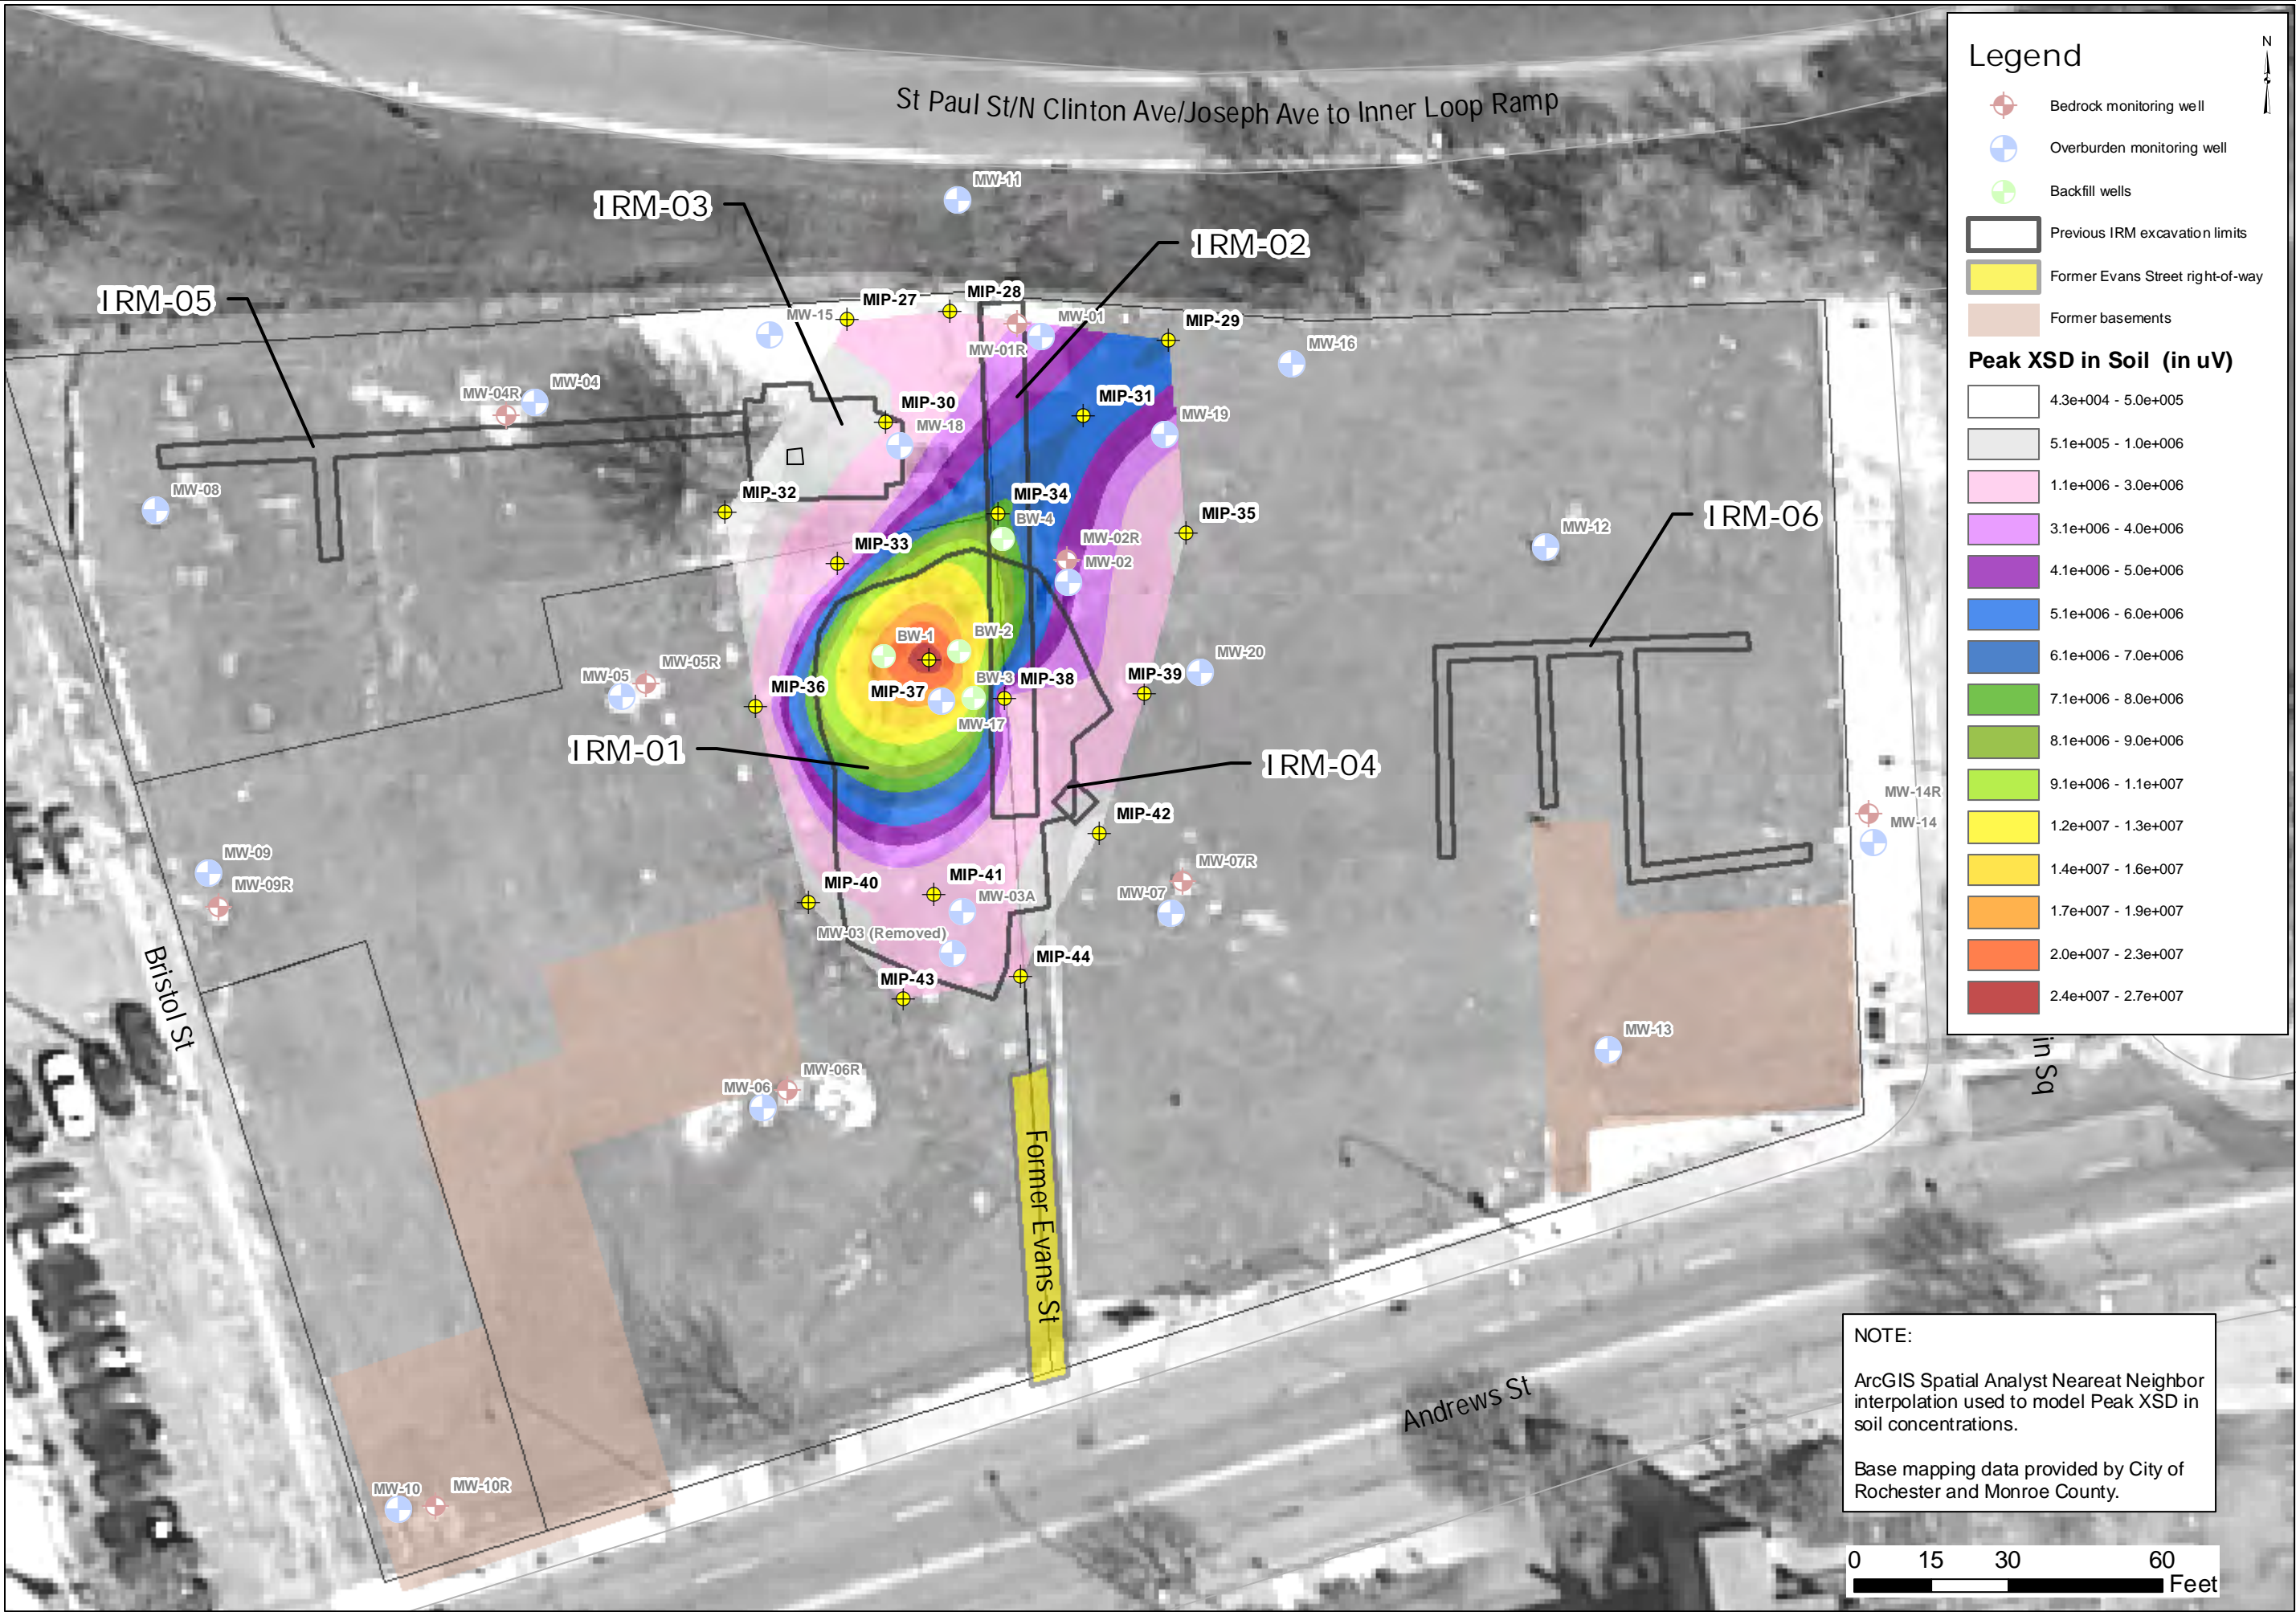 St Paul St/N Clinton Ave/Joseph Ave to Inner Loop Ramp
MW-11
IRM-03
IRM-02
IRM-05
MIP-27
MIP-28
MW-15
MW-01
MIP-29
MW-01R
MW-16
MW-04R
MW-04
MIP-30
MIP-31
MW-18
MW-19
MW-08
MIP-32
MIP-34
BW-4
MIP-35
IRM-06
MW-12
MIP-33
MW-02R
MW-02
BW-1
BW-2
MW-05R
MW-05
MIP-36
MIP-37
BW-3
MIP-38
MIP-39
MW-20
MW-17
IRM-01
IRM-04
MIP-42
MW-14R
MW-14
MW-09
MW-09R
MIP-40
MIP-41
MW-03A
MW-07R
MW-07
MW-03 (Removed)
MIP-44
MIP-43
Bristol St
MW-13
in Sq
MW-06R
MW-06
Former Evans St
Andrews St
MW-10
MW-10R
Legend
N
Bedrock monitoring well
Overburden monitoring well
Backfill wells
Previous IRM excavation limits
Former Evans Street right-of-way
Former basements
Peak XSD in Soil (in uV)
4.3e+004 - 5.0e+005
5.1e+005 - 1.0e+006
1.1e+006 - 3.0e+006
3.1e+006 - 4.0e+006
4.1e+006 - 5.0e+006
5.1e+006 - 6.0e+006
6.1e+006 - 7.0e+006
7.1e+006 - 8.0e+006
8.1e+006 - 9.0e+006
9.1e+006 - 1.1e+007
1.2e+007 - 1.3e+007
1.4e+007 - 1.6e+007
1.7e+007 - 1.9e+007
2.0e+007 - 2.3e+007
2.4e+007 - 2.7e+007
NOTE:
ArcGIS Spatial Analyst Neareat Neighbor
interpolation used to model Peak XSD in
soil concentrations.
Base mapping data provided by City of
Rochester and Monroe County.
0 15 30 60
Feet